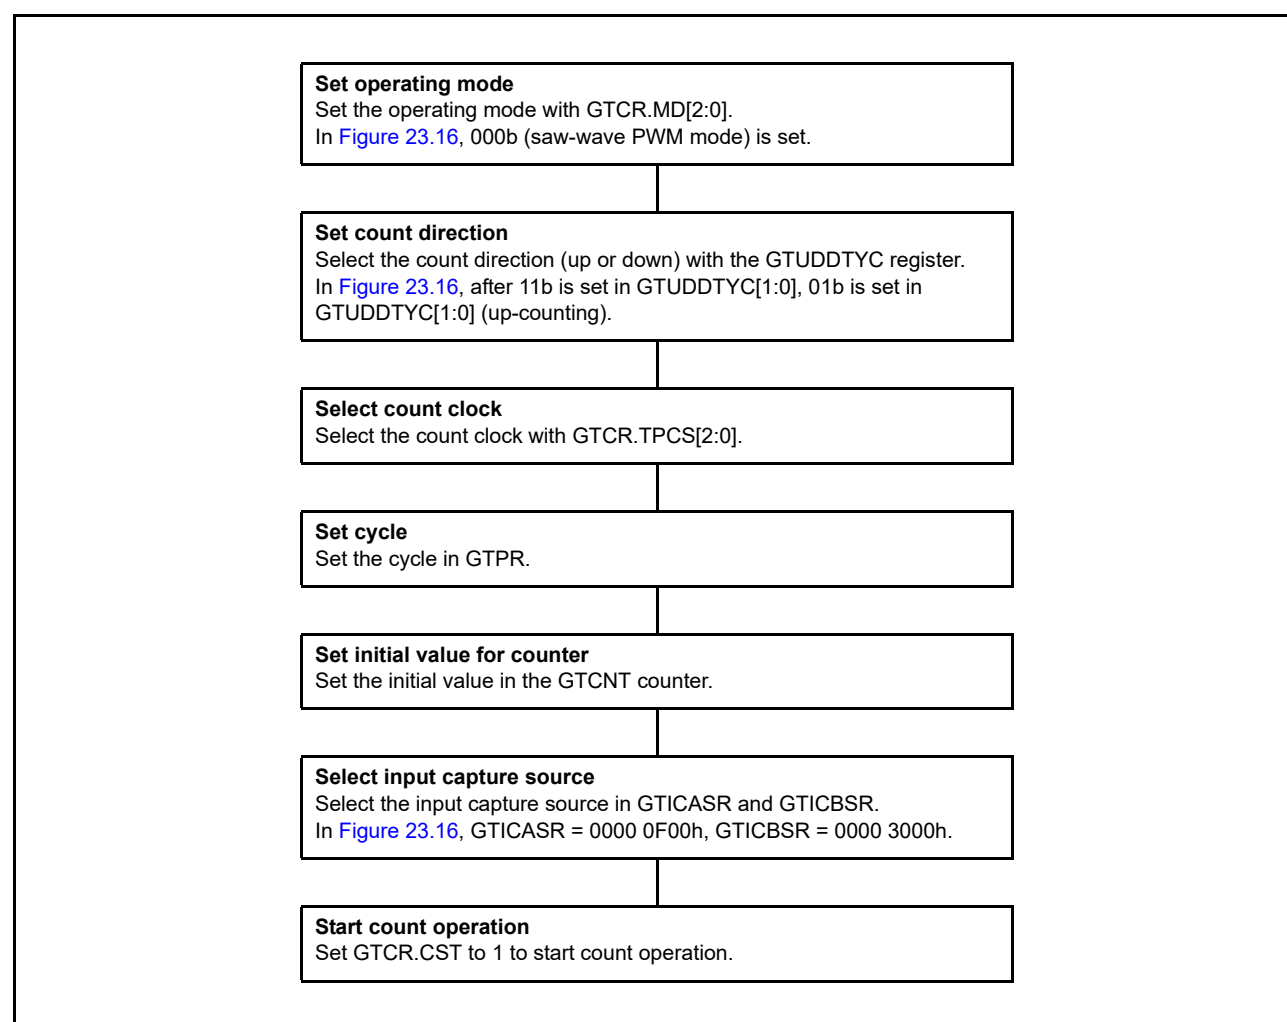 Set operating mode
Set the operating mode with GTCR.MD[2:0].
In Figure 23.16, 000b (saw-wave PWM mode) is set.
Set count direction
Select the count direction (up or down) with the GTUDDTYC register.
In Figure 23.16, after 11b is set in GTUDDTYC[1:0], 01b is set in
GTUDDTYC[1:0] (up-counting).
Select count clock
Select the count clock with GTCR.TPCS[2:0].
Set cycle
Set the cycle in GTPR.
Set initial value for counter
Set the initial value in the GTCNT counter.
Select input capture source
Select the input capture source in GTICASR and GTICBSR.
In Figure 23.16, GTICASR = 0000 0F00h, GTICBSR = 0000 3000h.
Start count operation
Set GTCR.CST to 1 to start count operation.